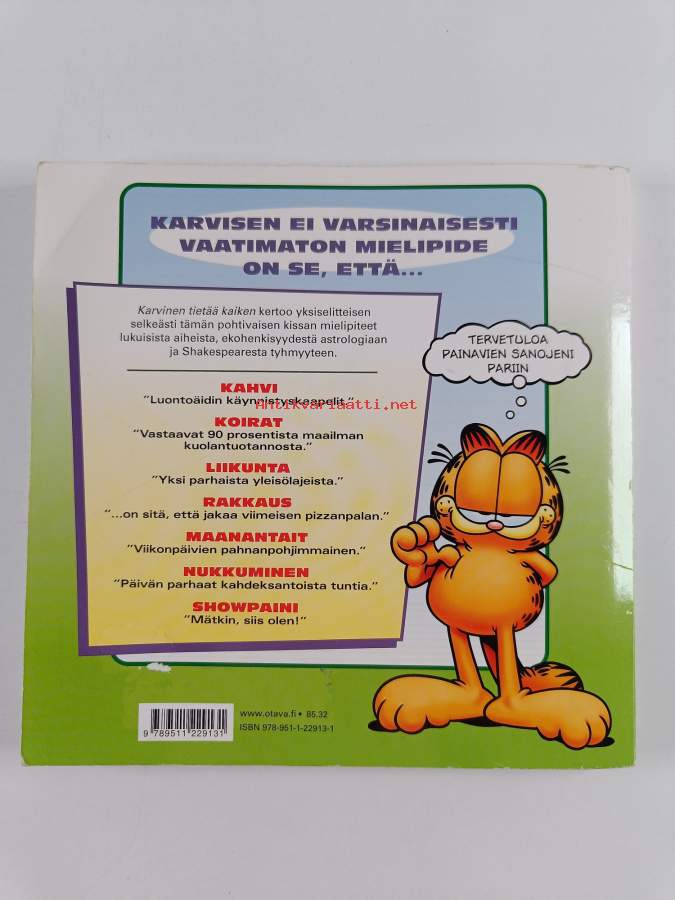 KARVISEN EI VARSINAISESTI
VAATIMATON MIELIPIDE
ON SE, ETTÄ...
Karvinen tietää kaiken kertoo yksiselitteisen
selkeästi tämän pohtivaisen kissan mielipiteet
lukuisista aiheista, ekohenkisyydestä astrologiaan
ja Shakespearesta tyhmyyteen.
TERVETULOA
PAINAVIEN SANOJENI
PARIIN
KAHVI
”Luontoäidin käynnistyskaapelit.”
Antikvariaatti.net
KOIRAT
”Vastaavat 90 prosentista maailman
kuolantuotannosta.”
LIIKUNTA
”Yksi parhaista yleisölajeista.”
RAKKAUS
”...on sitä, että jakaa viimeisen pizzanpalan.”
MAANANTAIT
”Viikonpäivien pahnanpohjimmainen.”
NUKKUMINEN
”Päivän parhaat kahdeksantoista tuntia.”
SHOWPAINI
”Mätkin, siis olen!”
www.otava.fi • 85.32
ISBN 978-951-1-22913-1
9 789511 229131